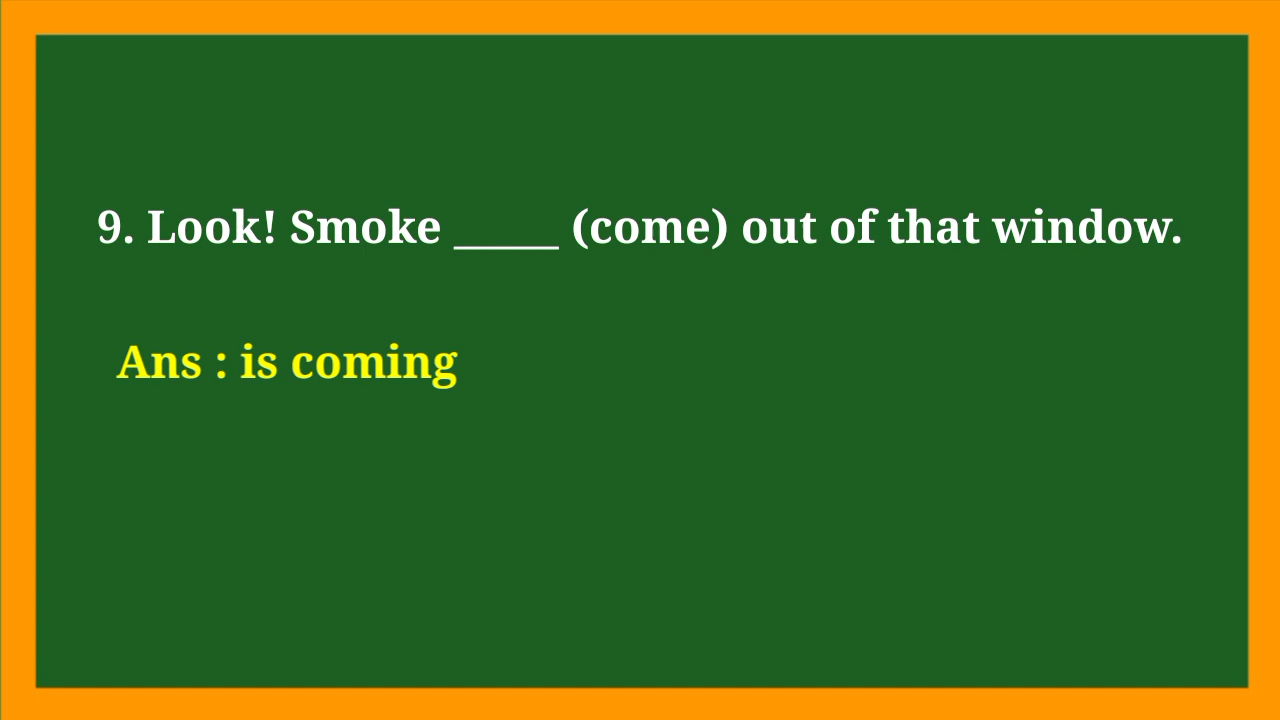 9. Look! Smoke _____ (come) out of that window.
Ans : is coming